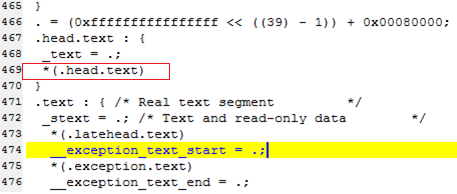 465 }
466 . = (0xffffffffffffffff << ((39) - 1)) + 0x00080000;
467 .head.text : {
468 _text = .;
469 *(.head.text)
470 }
471 .text : { /* Real text segment */
472 _stext = .; /* Text and read-only data */
473 *(.latehead.text)
474 __exception_text_start = .;
475 *(.exception.text)
476 __exception_text_end = .;